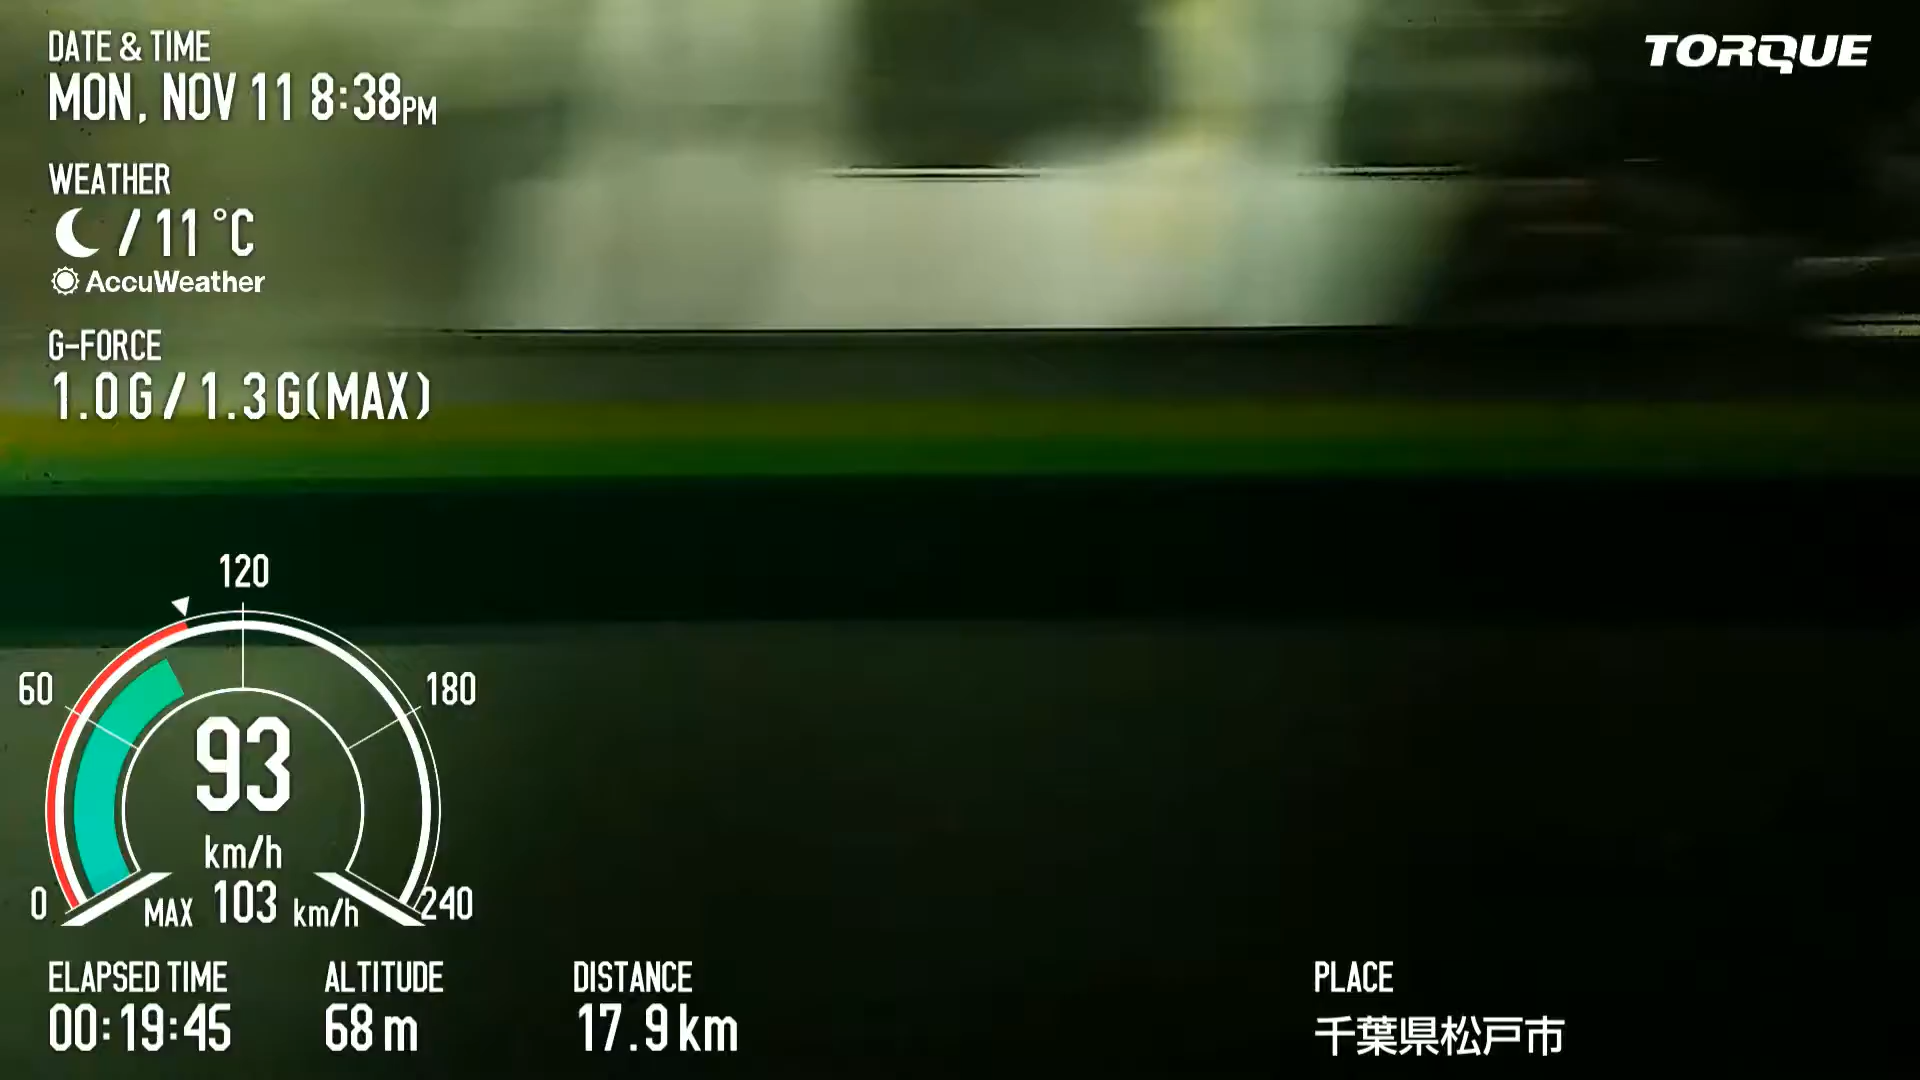 DATE & TIME
MON, NOV 11 8:38PM
TORQUE
WEATHER
/ 11 °C
AccuWeather
G-FORCE
1.0G / 1.3G(MAX)
120
60
180
93
km/h
0
MAX 103 km/h
240
ELAPSED TIME
00:19:45
ALTITUDE
68 m
DISTANCE
17.9 km
PLACE
千葉県松戸市